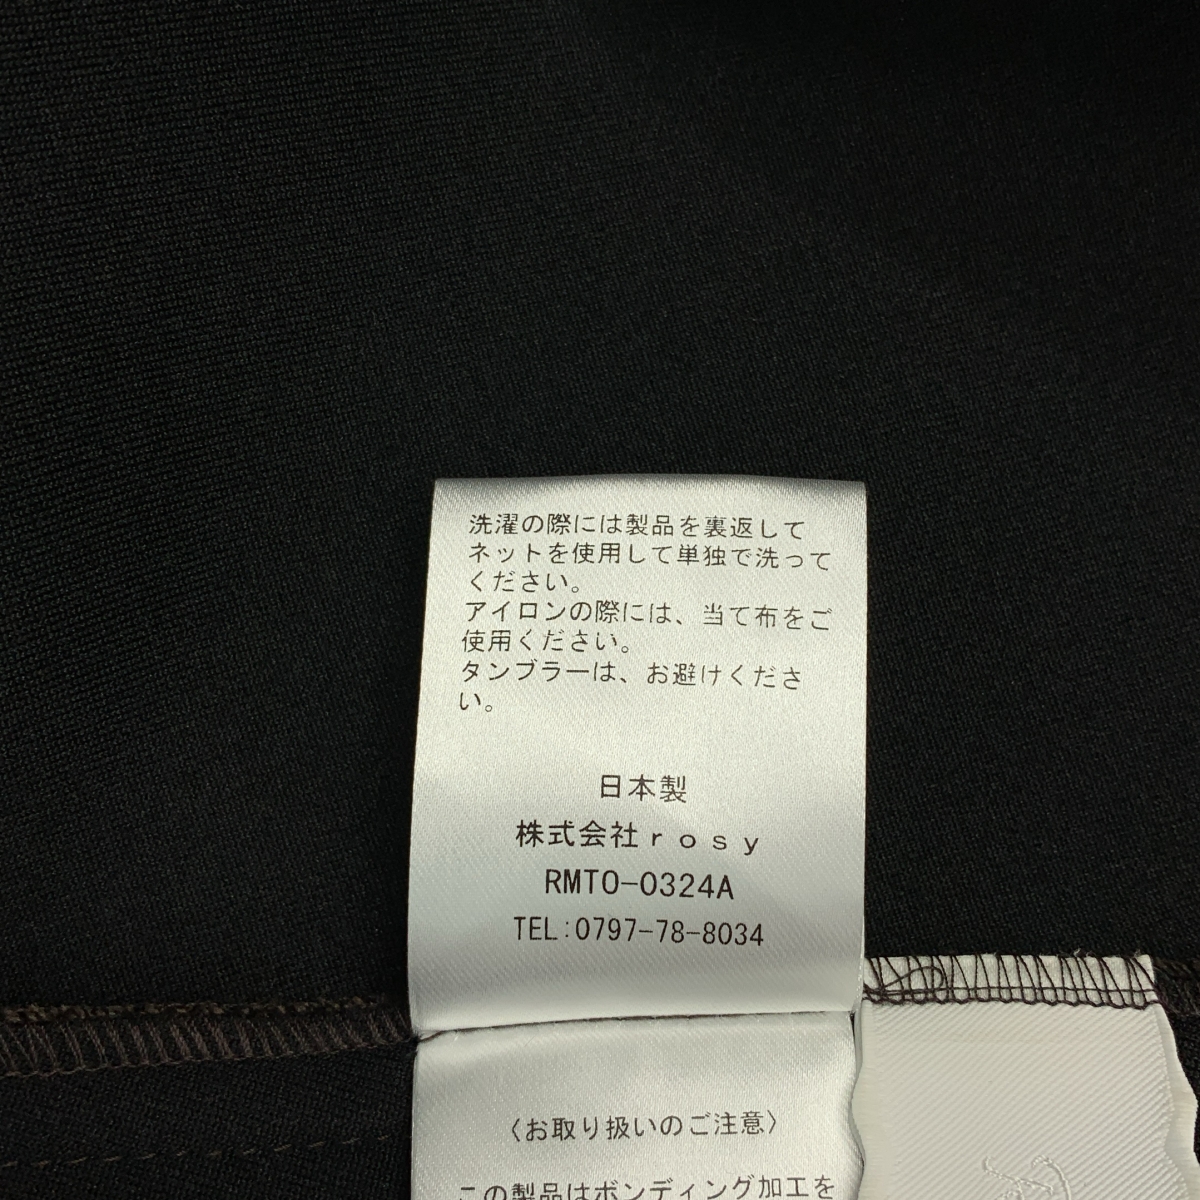 洗濯の際には製品を裏返して
ネットを使用して単独で洗って
ください。
アイロンの際には、当て布をご
使用ください。
タンブラーは、お避けくださ
い。
日本製
株式会社ｒｏｓｙ
RMTO-0324A
TEL:0797-78-8034
〈お取り扱いのご注意〉
この製品はボンディング加工を